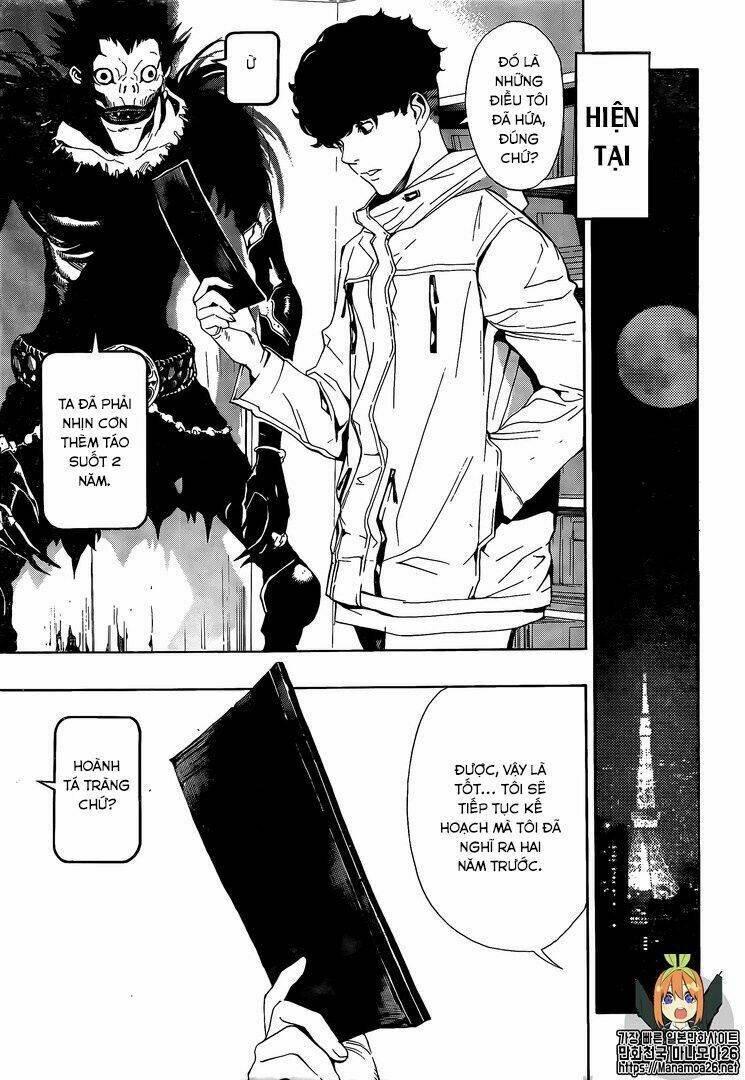 HIỆN
TẠI
ĐÓ LÀ
NHỮNG
ĐIỀU TÔI
ĐÃ HỨA,
ĐÚNG
CHỨ?
Ừ
TA ĐÃ PHẢI
NHỊN CƠN
THÈM TÁO
SUỐT 2
NĂM.
ĐƯỢC, VẬY LÀ
TỐT... TÔI SẼ
TIẾP TỤC KẾ
HOẠCH MÀ TÔI ĐÃ
NGHĨ RA HAI
NĂM TRƯỚC.
HOÀNH
TÁ TRÀNG
CHỨ?
가장 빠른 일본만화사이트
만화천국 마나모아26
https://Manamoa26.com